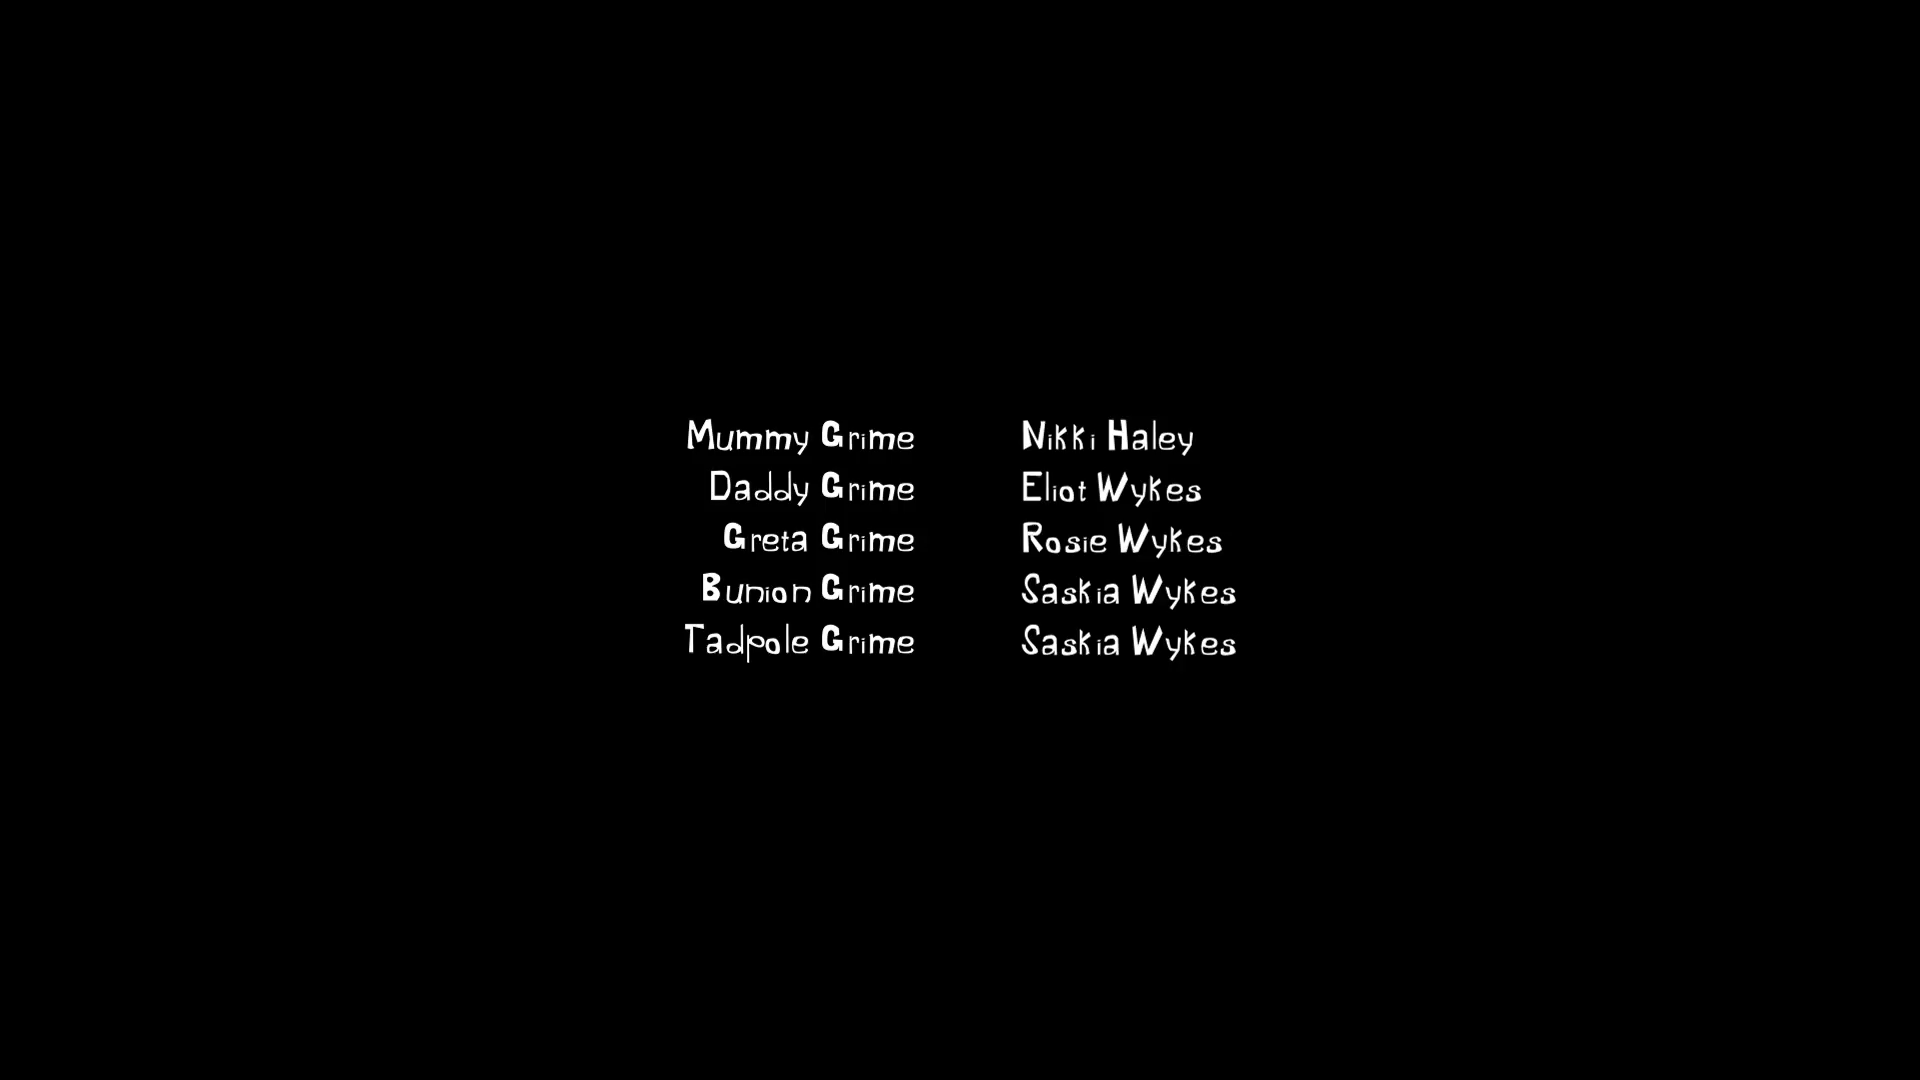 Mummy Grime Nikki Haley
Daddy Grime Eliot Wykes
Greta Grime Rosie Wykes
Bunion Grime Saskia Wykes
Tadpole Grime Saskia Wykes